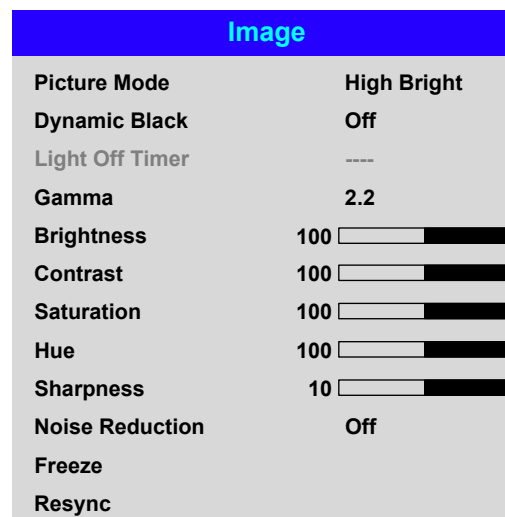 Image
Picture Mode High Bright
Dynamic Black Off
Light Off Timer ----
Gamma 2.2
Brightness 100
Contrast 100
Saturation 100
Hue 100
Sharpness 10
Noise Reduction Off
Freeze
Resync